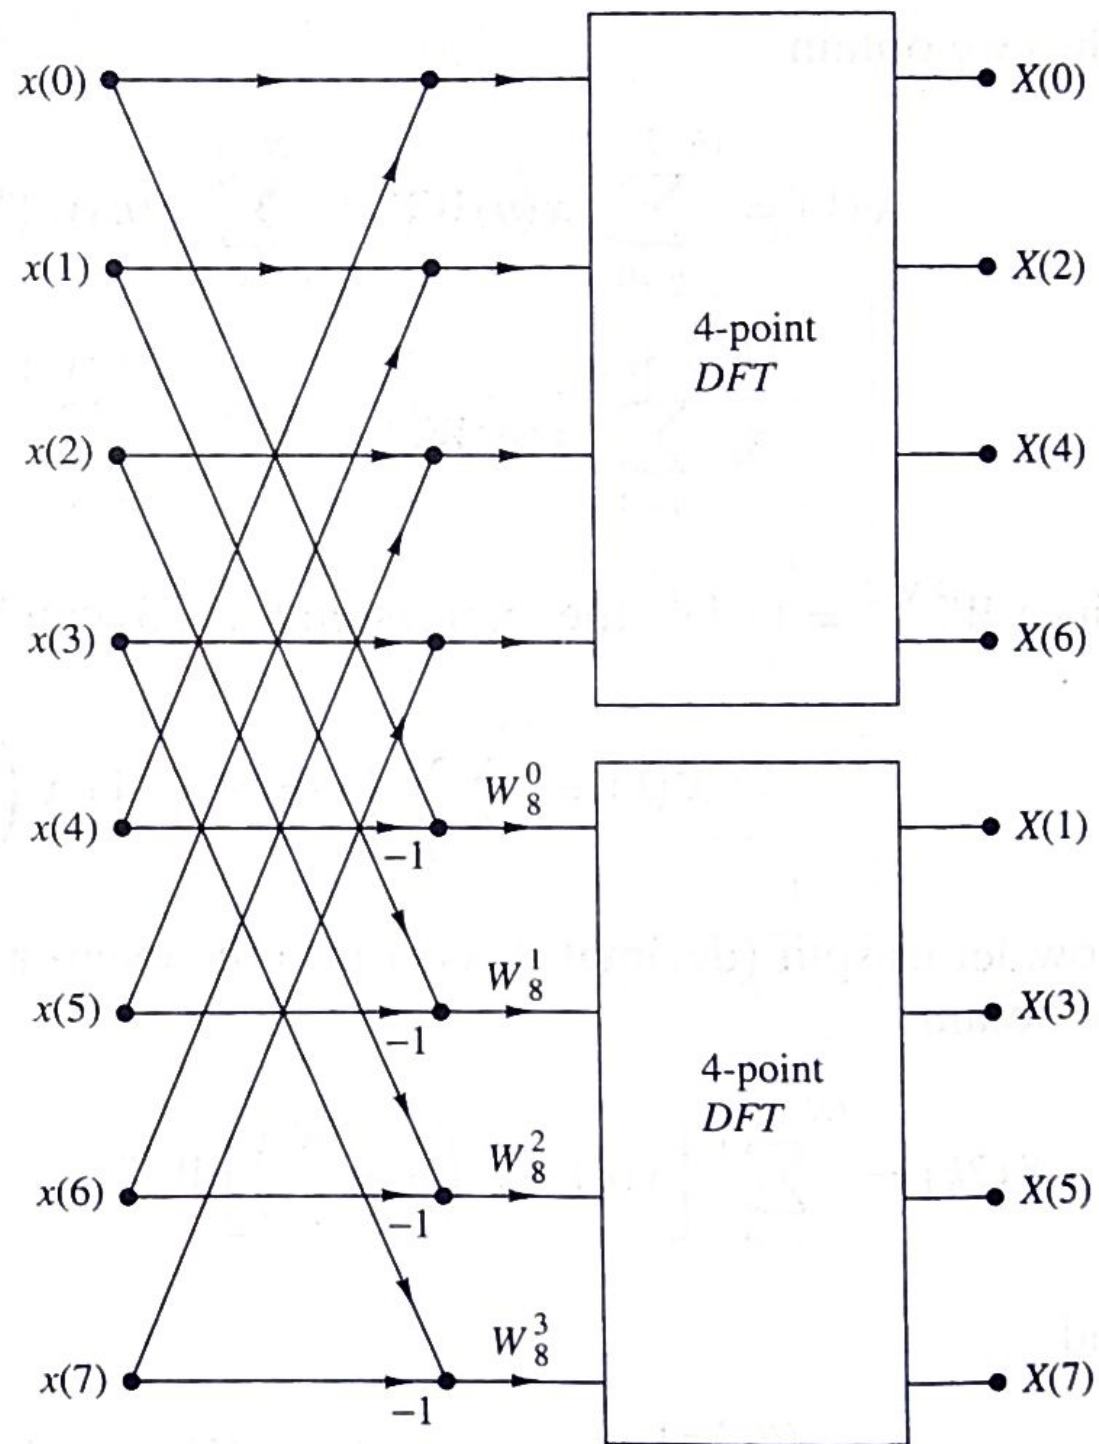 x(0) X(0)
x(1) X(2)
4-point
DFT
x(2) X(4)
x(3) X(6)
W_8^0
x(4) −1 X(1)
W_8^1
x(5) −1 X(3)
4-point
DFT
W_8^2
x(6) −1 X(5)
W_8^3
x(7) −1 X(7)